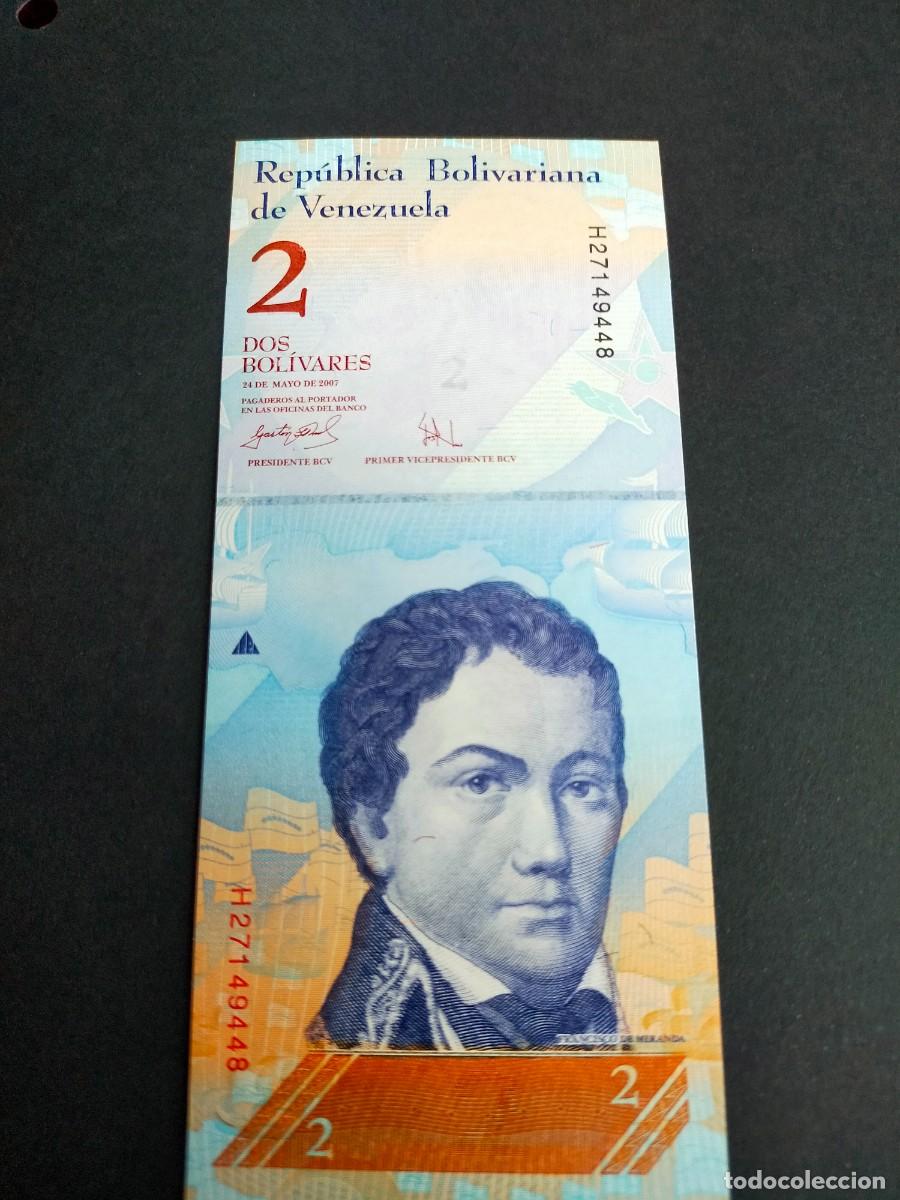 República Bolivariana
de Venezuela
H27149448
2
2
DOS
BOLÍVARES
24 DE MAYO DE 2007
PAGADEROS AL PORTADOR
EN LAS OFICINAS DEL BANCO
PRESIDENTE BCV
PRIMER VICEPRESIDENTE BCV
H27149448
FRANCISCO DE MIRANDA
2
2
todocoleccion